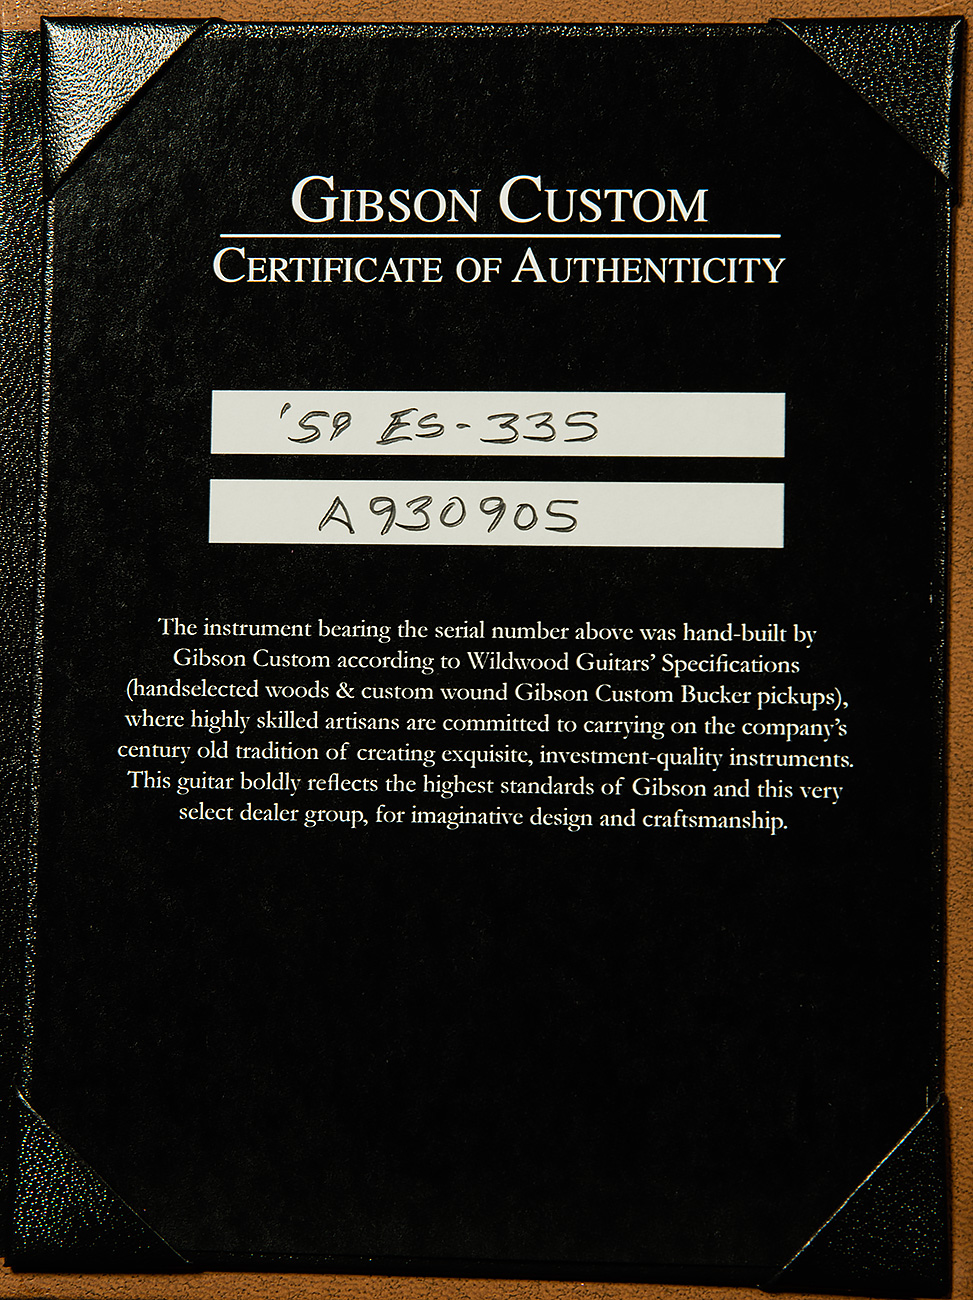 GIBSON CUSTOM
CERTIFICATE OF AUTHENTICITY
'59 ES-335
A930905
The instrument bearing the serial number above was hand-built by
Gibson Custom according to Wildwood Guitars' Specifications
(handselected woods & custom wound Gibson Custom Bucker pickups),
where highly skilled artisans are committed to carrying on the company's
century old tradition of creating exquisite, investment-quality instruments.
This guitar boldly reflects the highest standards of Gibson and this very
select dealer group, for imaginative design and craftsmanship.